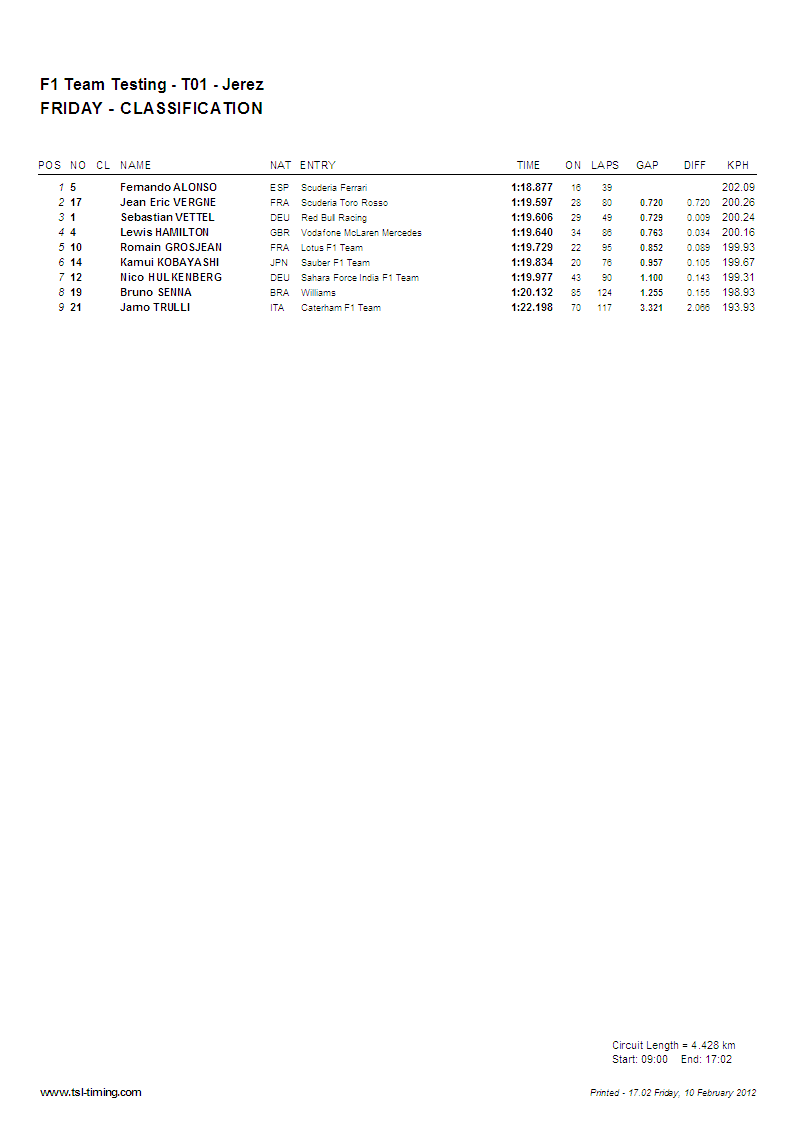 F1 Team Testing - T01 - Jerez
FRIDAY - CLASSIFICATION
POS NO CL NAME NAT ENTRY TIME ON LAPS GAP DIFF KPH
1 5 Fernando ALONSO ESP Scuderia Ferrari 1:18.877 16 39 202.09
2 17 Jean Eric VERGNE FRA Scuderia Toro Rosso 1:19.597 28 80 0.720 0.720 200.26
3 1 Sebastian VETTEL DEU Red Bull Racing 1:19.606 29 49 0.729 0.009 200.24
4 4 Lewis HAMILTON GBR Vodafone McLaren Mercedes 1:19.640 34 86 0.763 0.034 200.16
5 10 Romain GROSJEAN FRA Lotus F1 Team 1:19.729 22 95 0.852 0.089 199.93
6 14 Kamui KOBAYASHI JPN Sauber F1 Team 1:19.834 20 76 0.957 0.105 199.67
7 12 Nico HULKENBERG DEU Sahara Force India F1 Team 1:19.977 43 90 1.100 0.143 199.31
8 19 Bruno SENNA BRA Williams 1:20.132 85 124 1.255 0.155 198.93
9 21 Jarno TRULLI ITA Caterham F1 Team 1:22.198 70 117 3.321 2.066 193.93
Circuit Length = 4.428 km
Start: 09:00 End: 17:02
www.tsl-timing.com Printed - 17.02 Friday, 10 February 2012